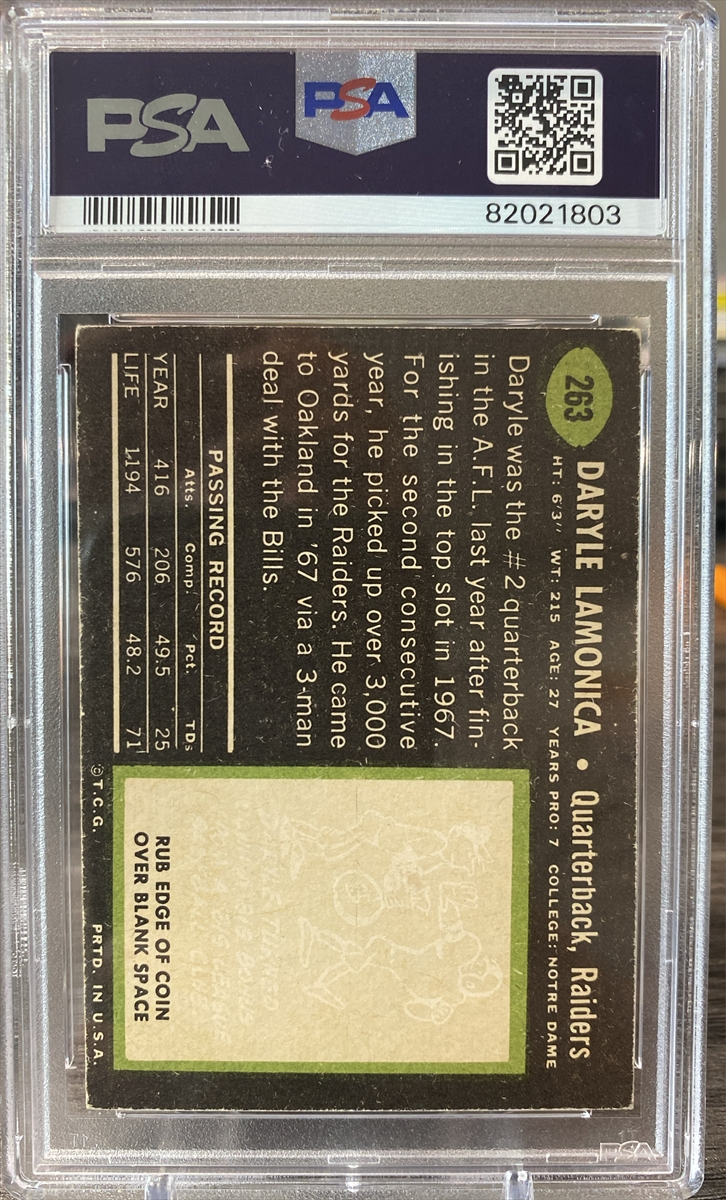 PSA
PSA
82021803
263
DARYLE LAMONICA • Quarterback, Raiders
HT: 6'3" WT: 215 AGE: 27 YEARS PRO: 7 COLLEGE: NOTRE DAME
Daryle was the #2 quarterback
in the A.F.L. last year after fin-
ishing in the top slot in 1967.
For the second consecutive
year, he picked up over 3,000
yards for the Raiders. He came
to Oakland in '67 via a 3-man
deal with the Bills.
PASSING RECORD
Atts. Comp. Pct. TDs
YEAR 416 206 49.5 25
LIFE 1194 576 48.2 71
RUB EDGE OF COIN
OVER BLANK SPACE
©T.C.G. PRTD. IN U.S.A.
PSA